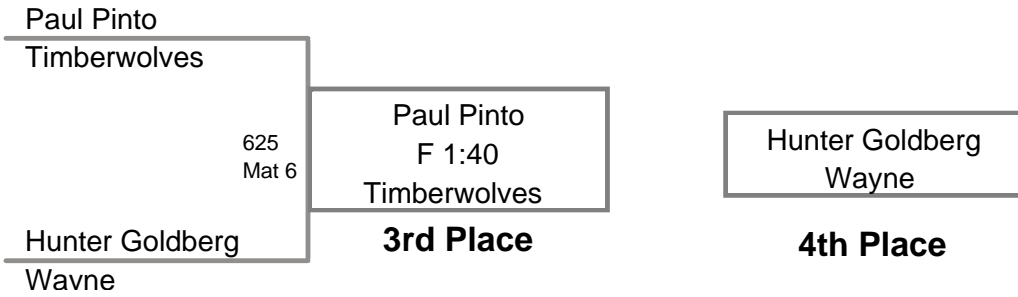 Paul Pinto
Timberwolves
625
Mat 6
Hunter Goldberg
Wayne
Paul Pinto
F 1:40
Timberwolves
3rd Place
Hunter Goldberg
Wayne
4th Place